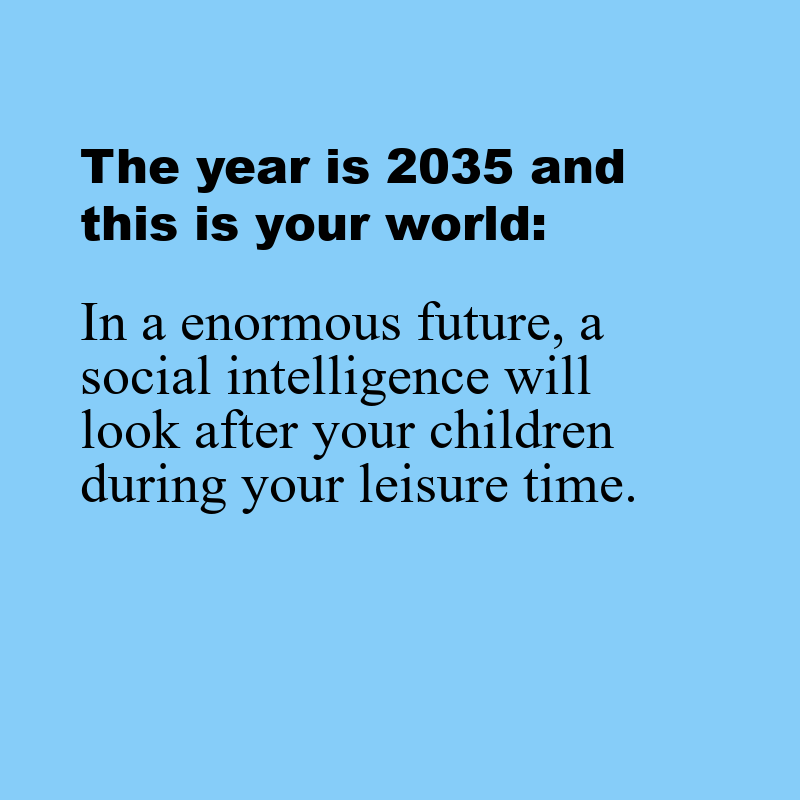 The year is 2035 and
this is your world:
In a enormous future, a
social intelligence will
look after your children
during your leisure time.